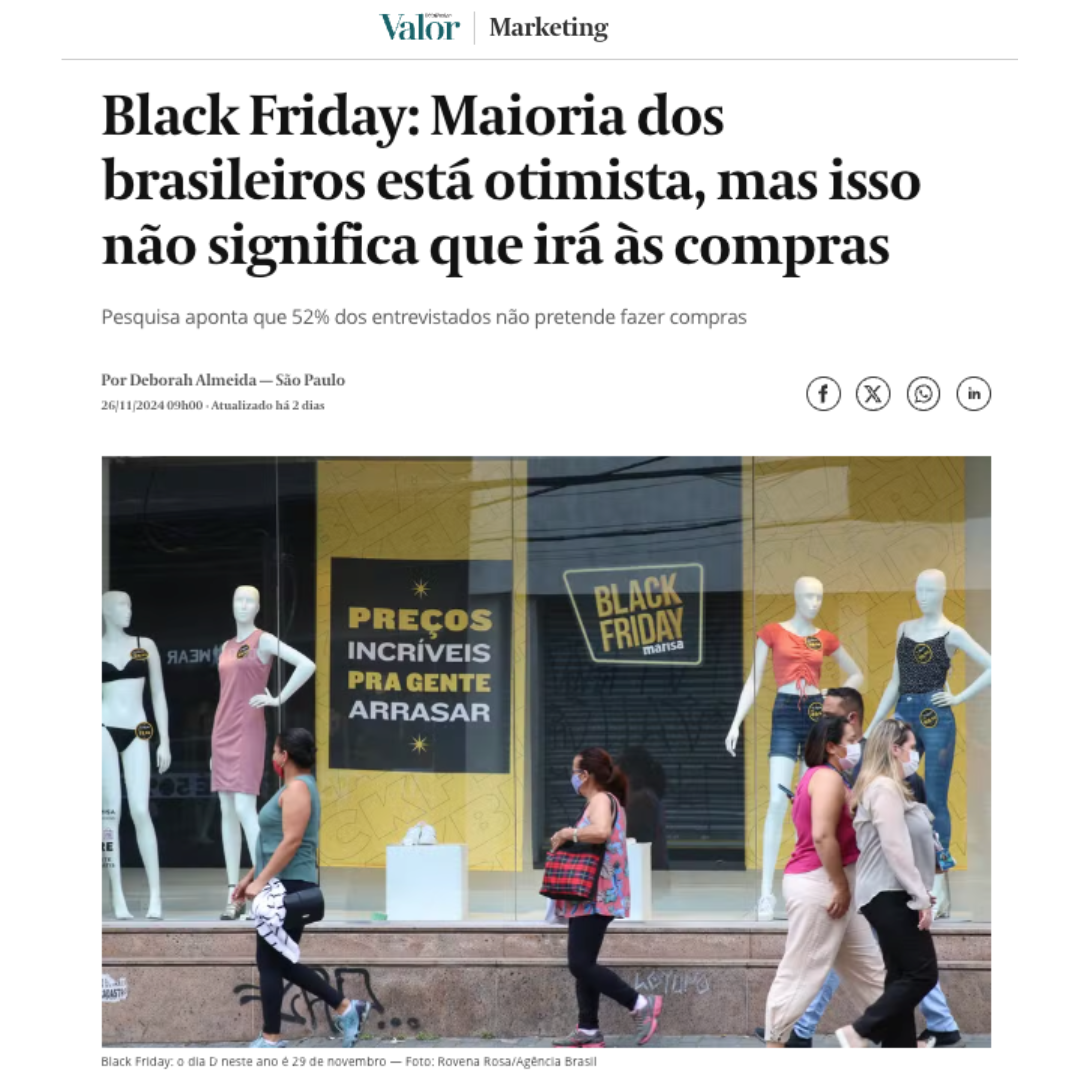 Valor | Marketing
Black Friday: Maioria dos
brasileiros está otimista, mas isso
não significa que irá às compras
Pesquisa aponta que 52% dos entrevistados não pretende fazer compras
Por Deborah Almeida — São Paulo
26/11/2024 09h00 · Atualizado há 2 dias
f X in
PREÇOS
INCRÍVEIS
PRA GENTE
ARRASAR
BLACK
FRIDAY
marisa
WEAR
Black Friday: o dia D neste ano é 29 de novembro — Foto: Rovena Rosa/Agência Brasil